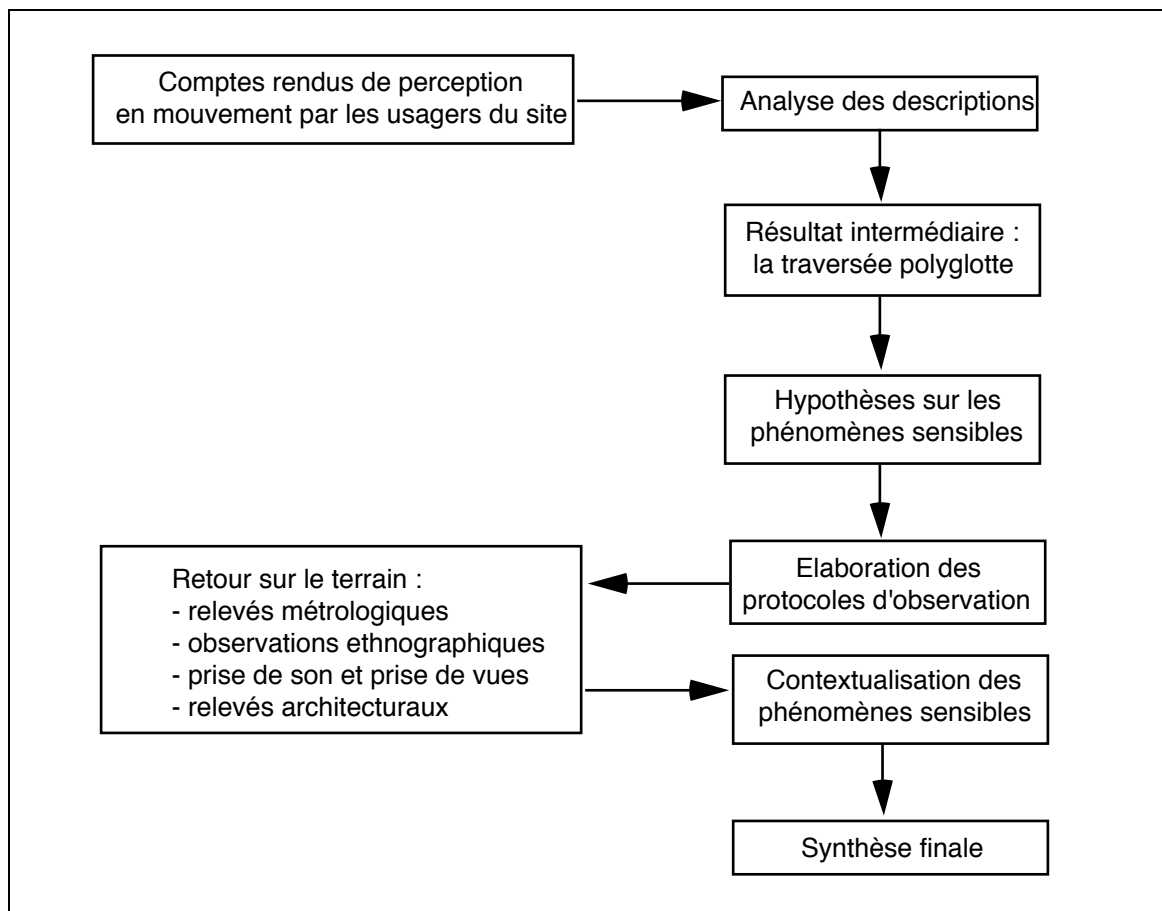 Comptes rendus de perception
en mouvement par les usagers du site
Analyse des descriptions
Résultat intermédiaire :
la traversée polyglotte
Hypothèses sur les
phénomènes sensibles
Elaboration des
protocoles d'observation
Retour sur le terrain :
- relevés métrologiques
- observations ethnographiques
- prise de son et prise de vues
- relevés architecturaux
Contextualisation des
phénomènes sensibles
Synthèse finale